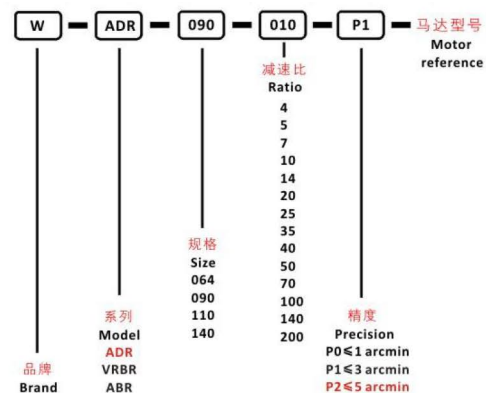 W ADR 090 010 P1 马达型号
Motor
reference
减速比
Ratio
4
5
7
10
14
20
25
35
40
50
70
100
140
200
规格
Size
064
090
110
140
系列
Model
ADR
VRBR
ABR
精度
Precision
P0≤1 arcmin
P1≤3 arcmin
P2≤5 arcmin
品牌
Brand